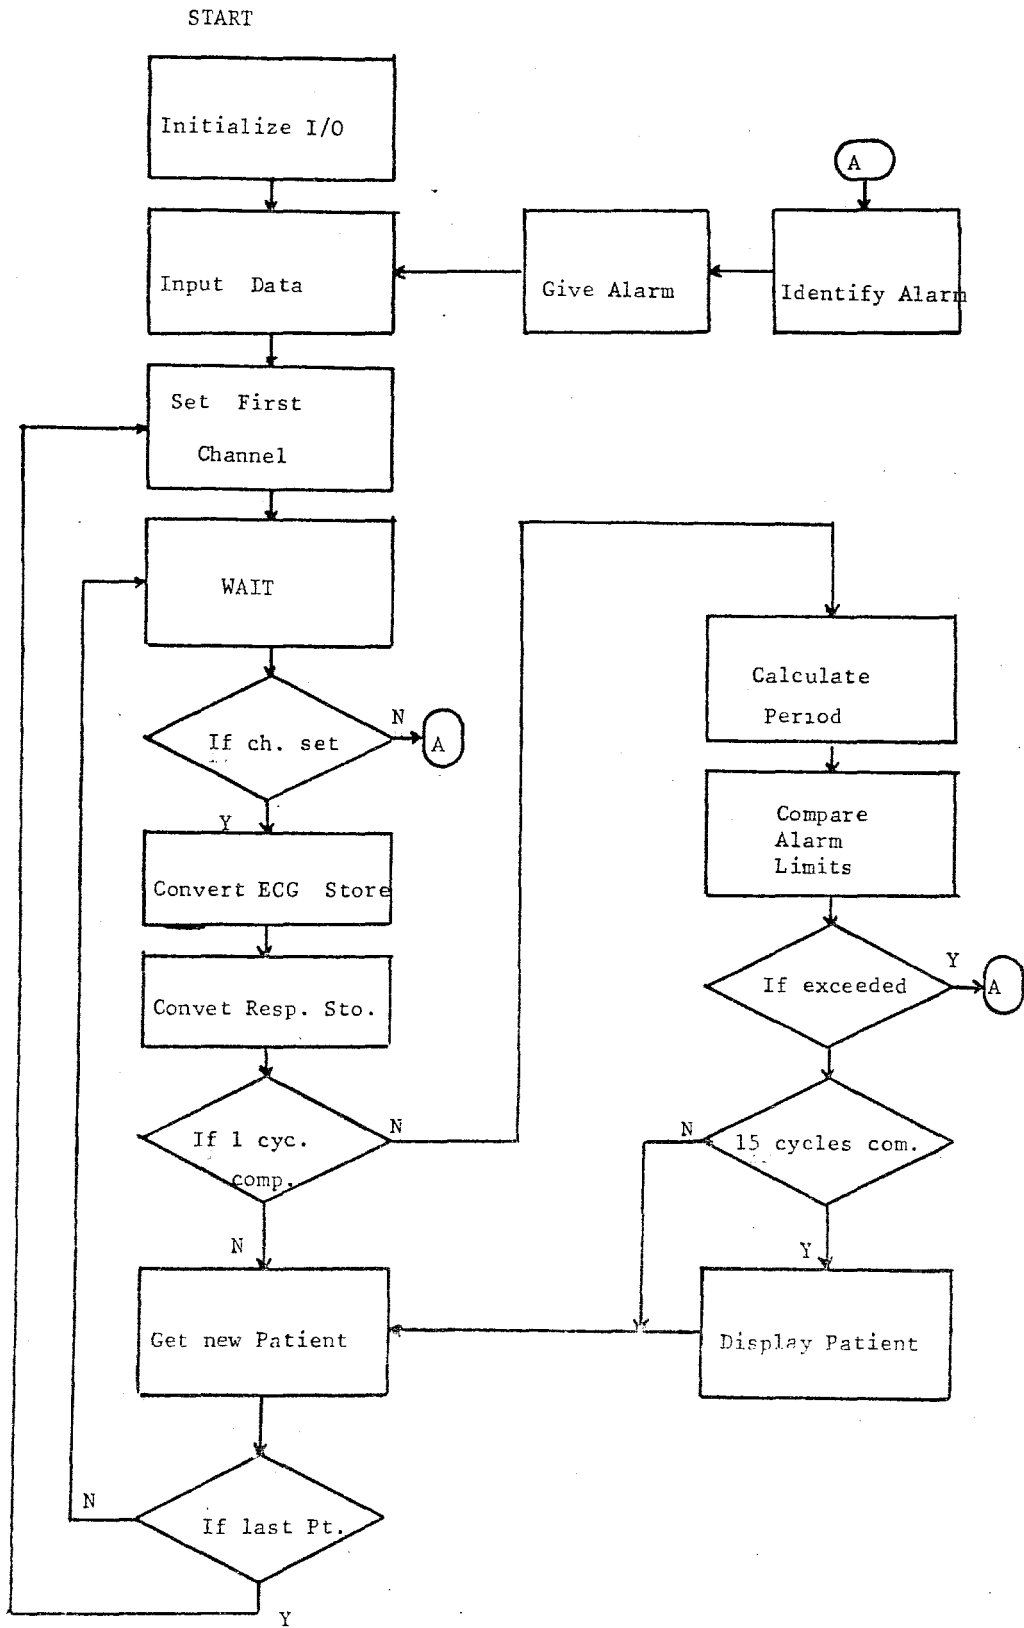 START
Initialize I/O
A
Input Data
Give Alarm
Identify Alarm
Set First
Channel
WAIT
N
If ch. set
A
Y
Convert ECG Store
Convet Resp. Sto.
If 1 cyc.
comp.
N
N
Calculate
Period
Compare
Alarm
Limits
If exceeded
Y
A
15 cycles com.
N
Y
Get new Patient
Display Patient
If last Pt.
N
Y